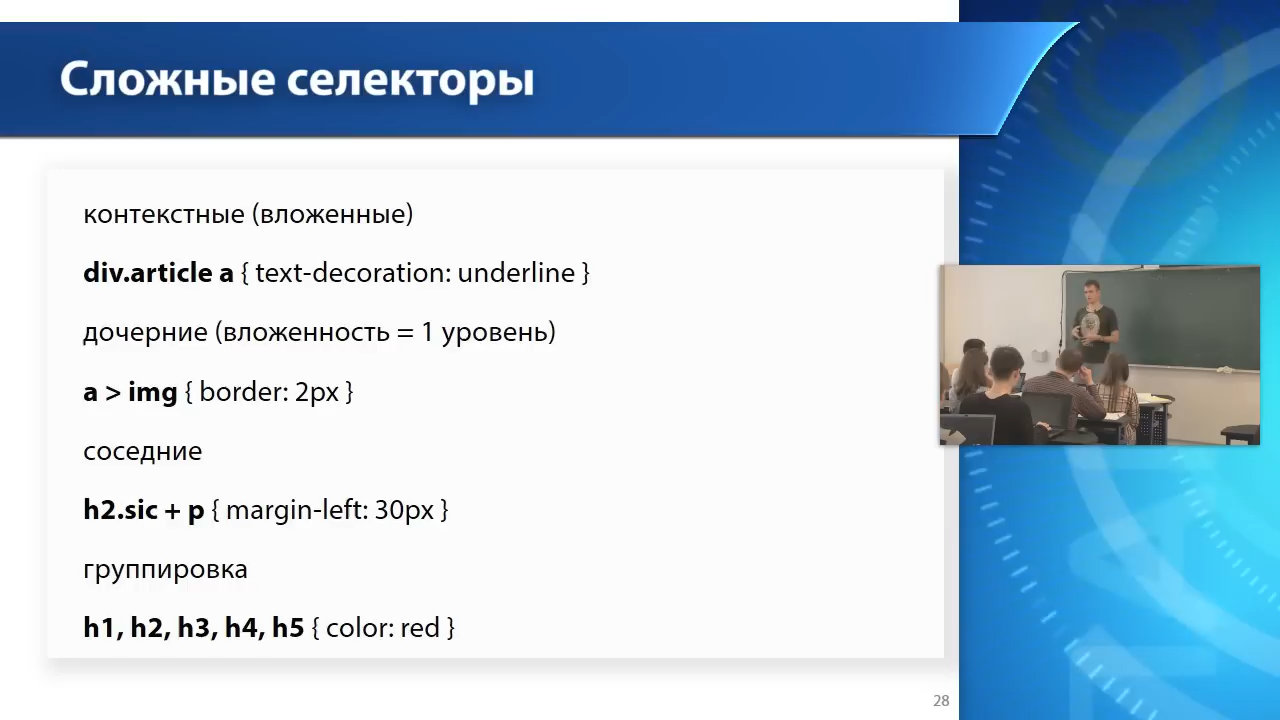 Сложные селекторы
контекстные (вложенные)
div.article a { text-decoration: underline }
дочерние (вложенность = 1 уровень)
a > img { border: 2px }
соседние
h2.sic + p { margin-left: 30px }
группировка
h1, h2, h3, h4, h5 { color: red }
28